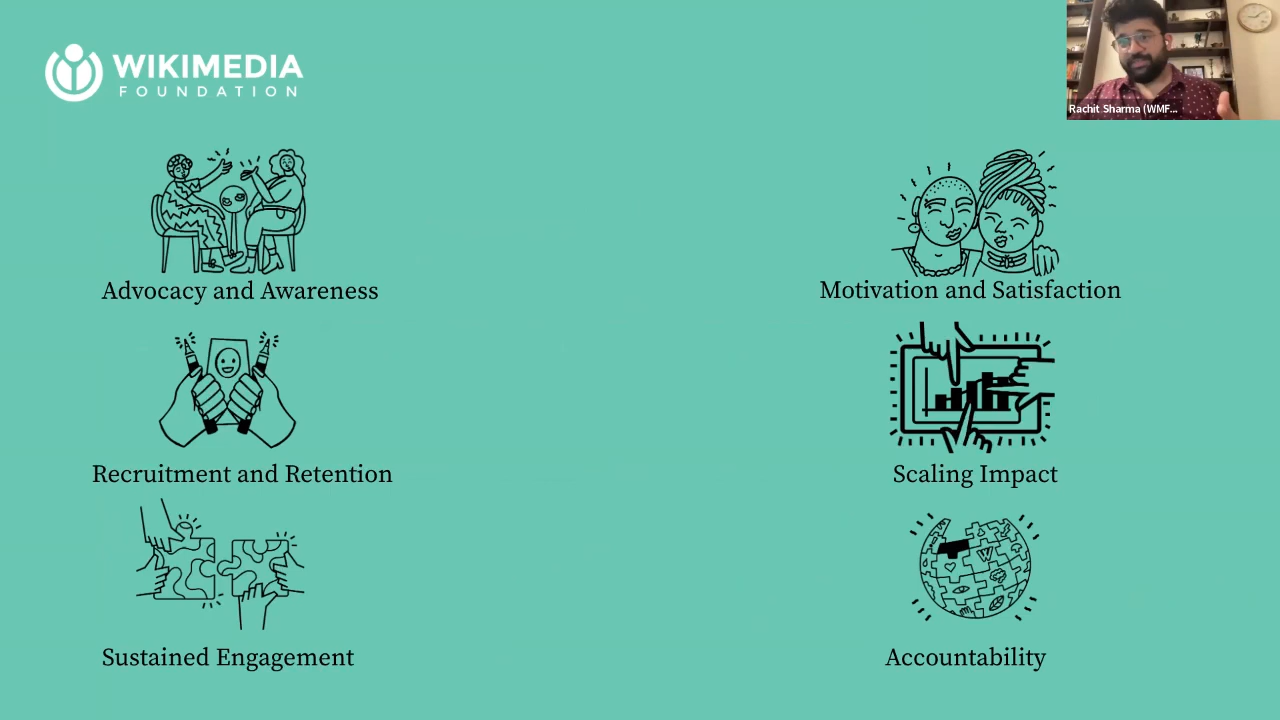 WIKIMEDIA
FOUNDATION
Rachit Sharma (WMF...
Advocacy and Awareness
Motivation and Satisfaction
Recruitment and Retention
Scaling Impact
W
Sustained Engagement
Accountability